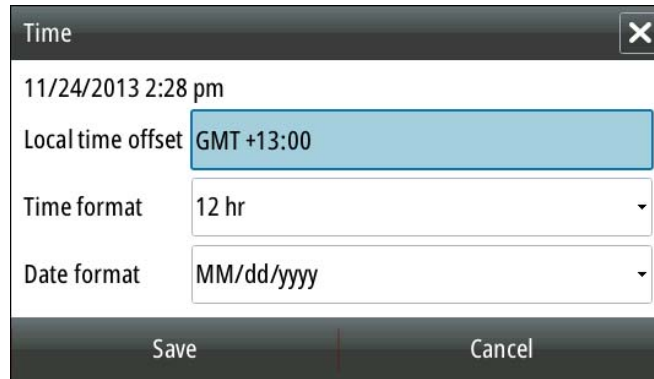 Time
11/24/2013 2:28 pm
Local time offset GMT +13:00
Time format 12 hr
Date format MM/dd/yyyy
Save Cancel